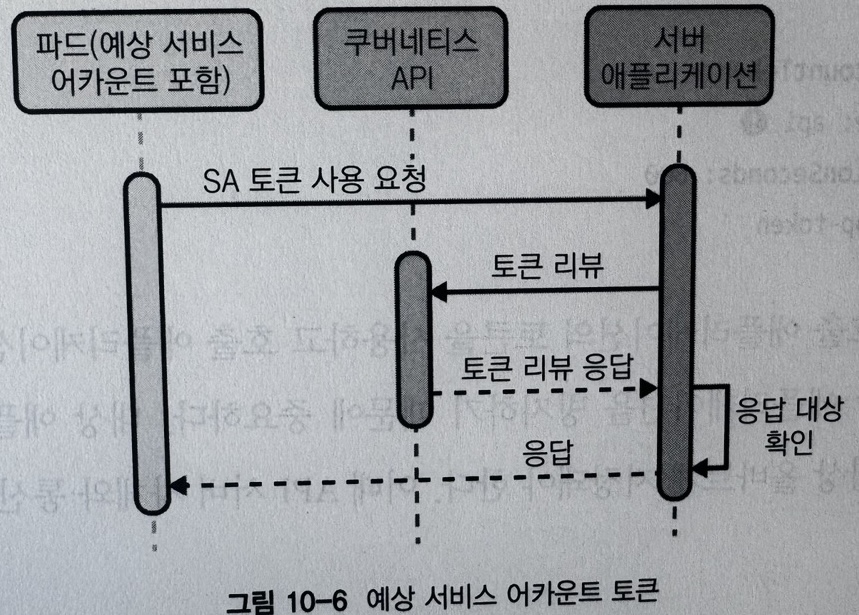 파드(예상 서비스
어카운트 포함)
쿠버네티스
API
서버
애플리케이션
SA 토큰 사용 요청
토큰 리뷰
토큰 리뷰 응답
응답 대상
확인
응답
그림 10-6 예상 서비스 어카운트 토큰